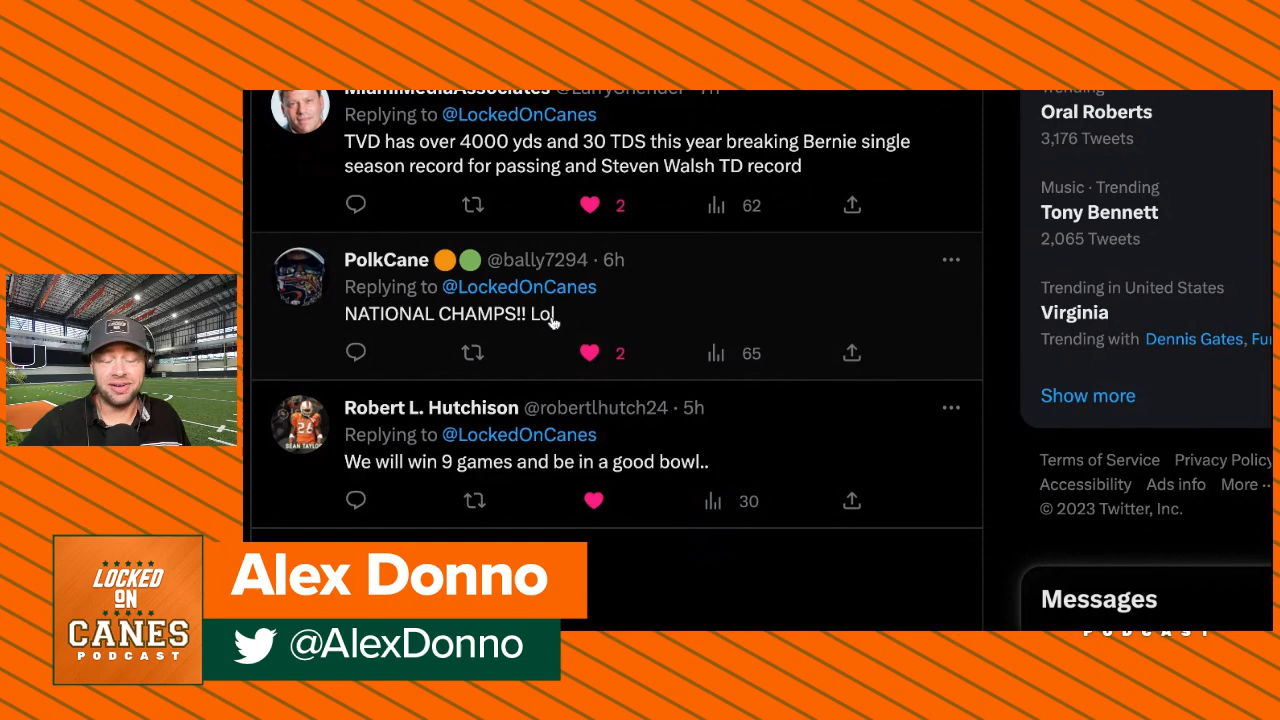 MiamiMediaAssociates
Replying to @LockedOnCanes
TVD has over 4000 yds and 30 TDS this year breaking Bernie single
season record for passing and Steven Walsh TD record
2
62
PolkCane @bally7294 · 6h
Replying to @LockedOnCanes
NATIONAL CHAMPS!! Lol
2
65
Robert L. Hutchison @robertlhutch24 · 5h
Replying to @LockedOnCanes
We will win 9 games and be in a good bowl..
30
SEAN TAYLOR
Trending
Oral Roberts
3,176 Tweets
Music · Trending
Tony Bennett
2,065 Tweets
Trending in United States
Virginia
Trending with Dennis Gates,
Show more
Terms of Service Privacy Policy
Accessibility Ads info More ··
© 2023 Twitter, Inc.
Messages
PODCAST
LOCKED
ON
CANES
PODCAST
Alex Donno
@AlexDonno